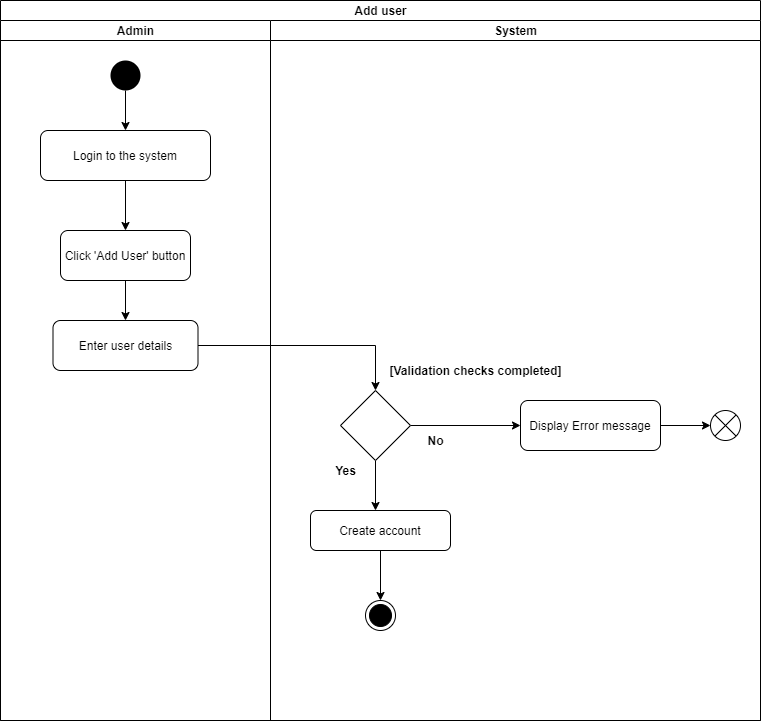 Add user
Admin
System
Login to the system
Click 'Add User' button
Enter user details
[Validation checks completed]
Display Error message
No
Yes
Create account